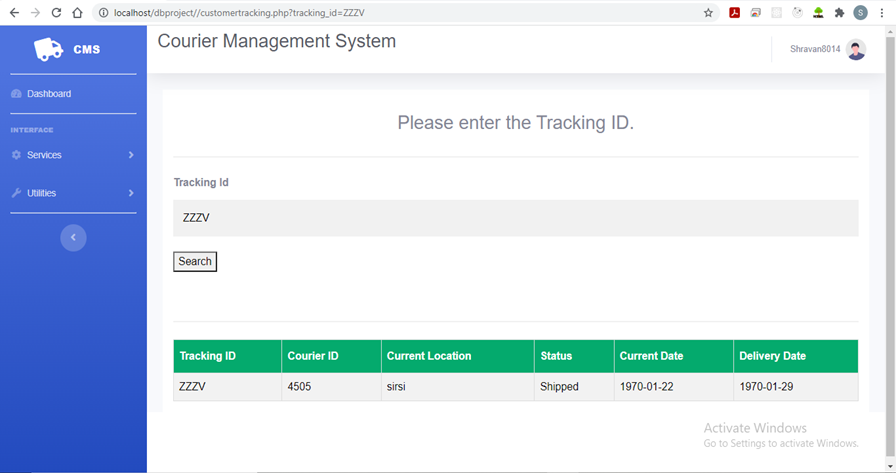 localhost/dbproject//customertracking.php?tracking_id=ZZZV
S
CMS
Courier Management System
Shravan8014
Dashboard
INTERFACE
Services
Utilities
Please enter the Tracking ID.
Tracking Id
ZZZV
Search
Tracking ID Courier ID Current Location Status Current Date Delivery Date
ZZZV 4505 sirsi Shipped 1970-01-22 1970-01-29
Activate Windows
Go to Settings to activate Windows.